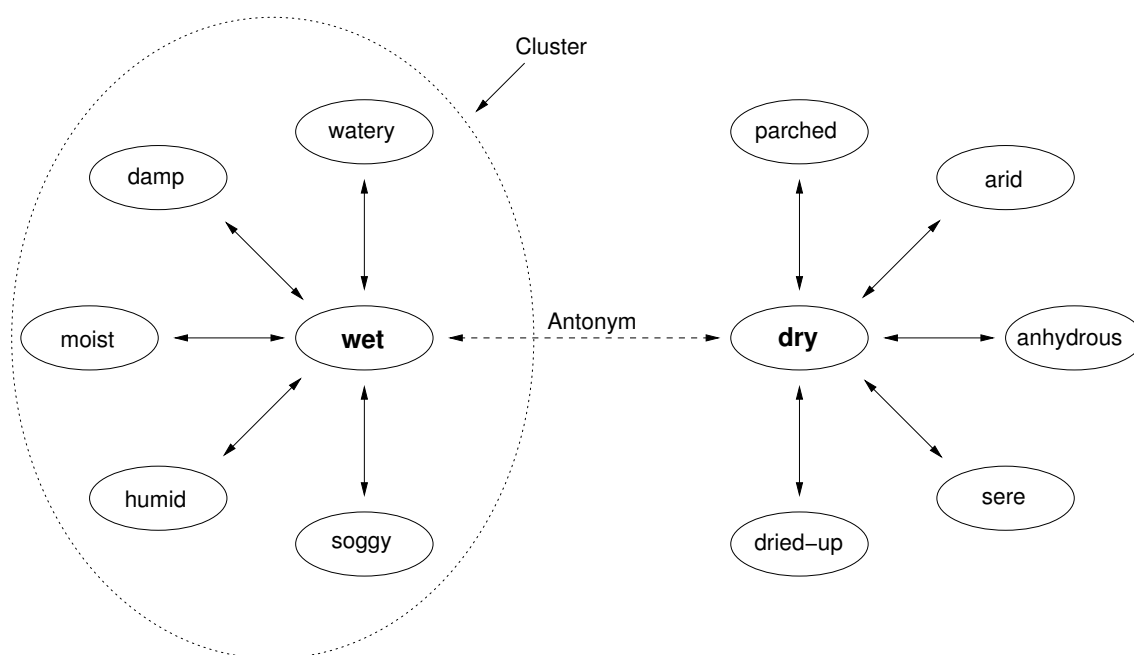 Cluster
watery
parched
damp
arid
moist
wet
Antonym
dry
anhydrous
humid
sere
soggy
dried−up